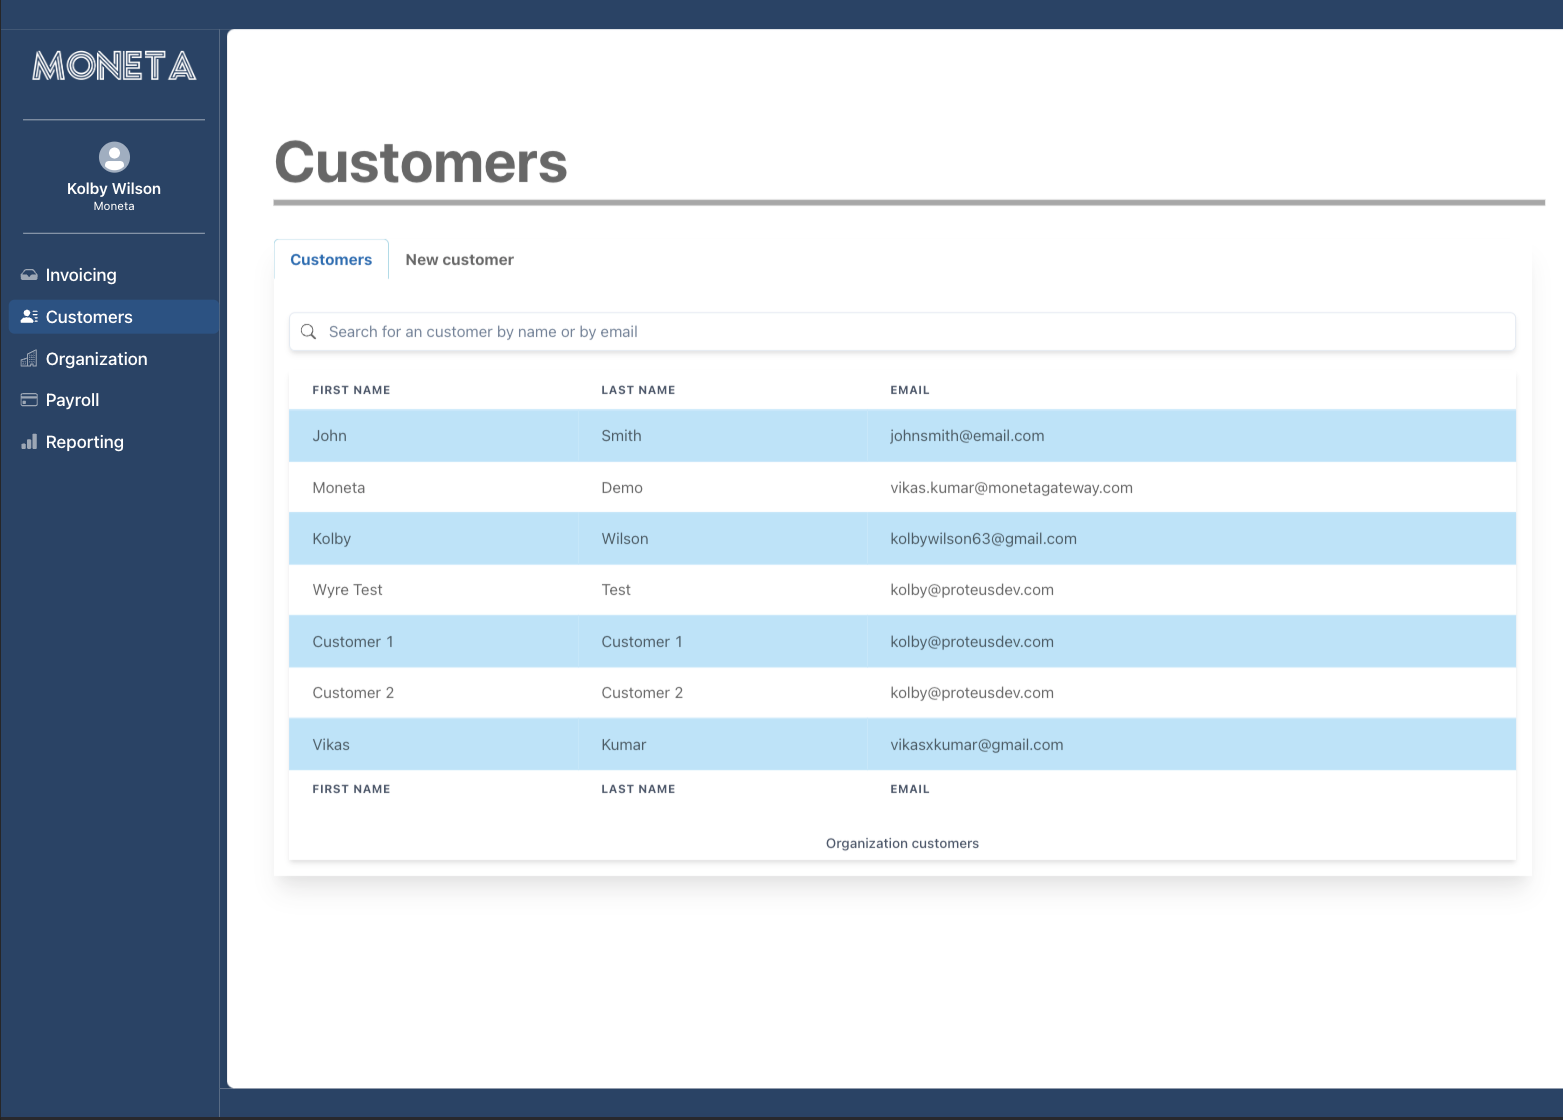 MONETA
Kolby Wilson
Moneta
Invoicing
Customers
Organization
Payroll
Reporting
Customers
Customers New customer
Search for an customer by name or by email
FIRST NAME LAST NAME EMAIL
John Smith johnsmith@email.com
Moneta Demo vikas.kumar@monetagateway.com
Kolby Wilson kolbywilson63@gmail.com
Wyre Test Test kolby@proteusdev.com
Customer 1 Customer 1 kolby@proteusdev.com
Customer 2 Customer 2 kolby@proteusdev.com
Vikas Kumar vikasxkumar@gmail.com
FIRST NAME LAST NAME EMAIL
Organization customers